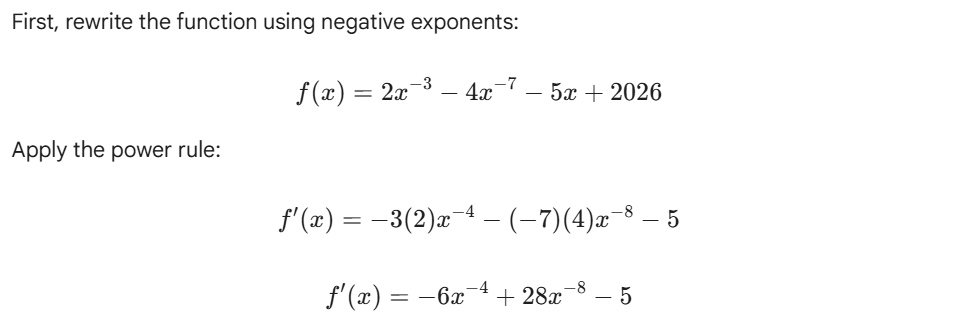 First, rewrite the function using negative exponents:
f(x) = 2x⁻³ − 4x⁻⁷ − 5x + 2026
Apply the power rule:
f′(x) = −3(2)x⁻⁴ − (−7)(4)x⁻⁸ − 5
f′(x) = −6x⁻⁴ + 28x⁻⁸ − 5